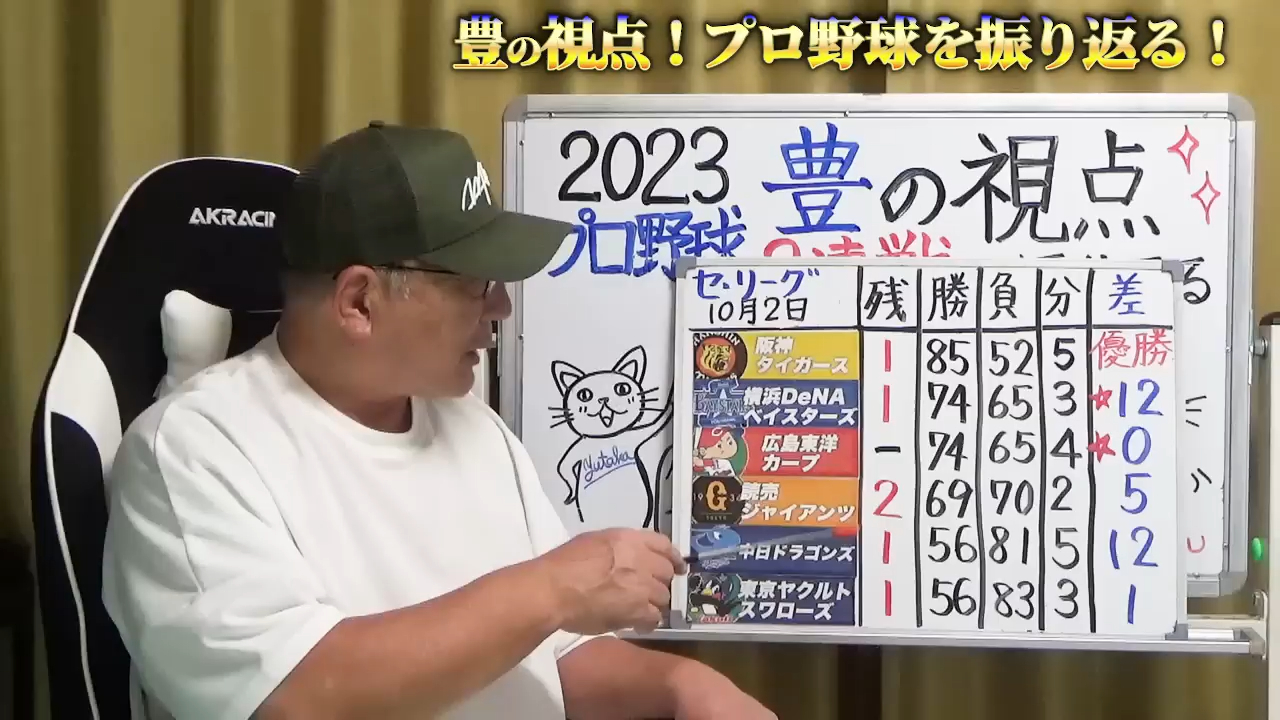 豊の視点！プロ野球を振り返る！
AKRACIN
2023 豊の視点
プロ野球
Yutaka
セ・リーグ
10月2日
残 勝 負 分 差
阪神
タイガース
1 85 52 5 優勝
横浜DeNA
ベイスターズ
1 74 65 3 12
広島東洋
カープ
- 74 65 4 0
読売
ジャイアンツ
2 69 70 2 5
中日ドラゴンズ
1 56 81 5 12
東京ヤクルト
スワローズ
1 56 83 3 1